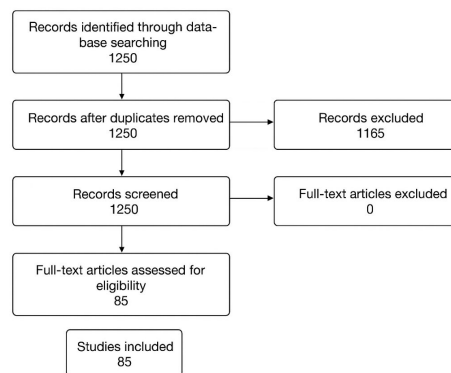 Records identified through data-
base searching
1250
Records after duplicates removed
1250
Records excluded
1165
Records screened
1250
Full-text articles excluded
0
Full-text articles assessed for
eligibility
85
Studies included
85